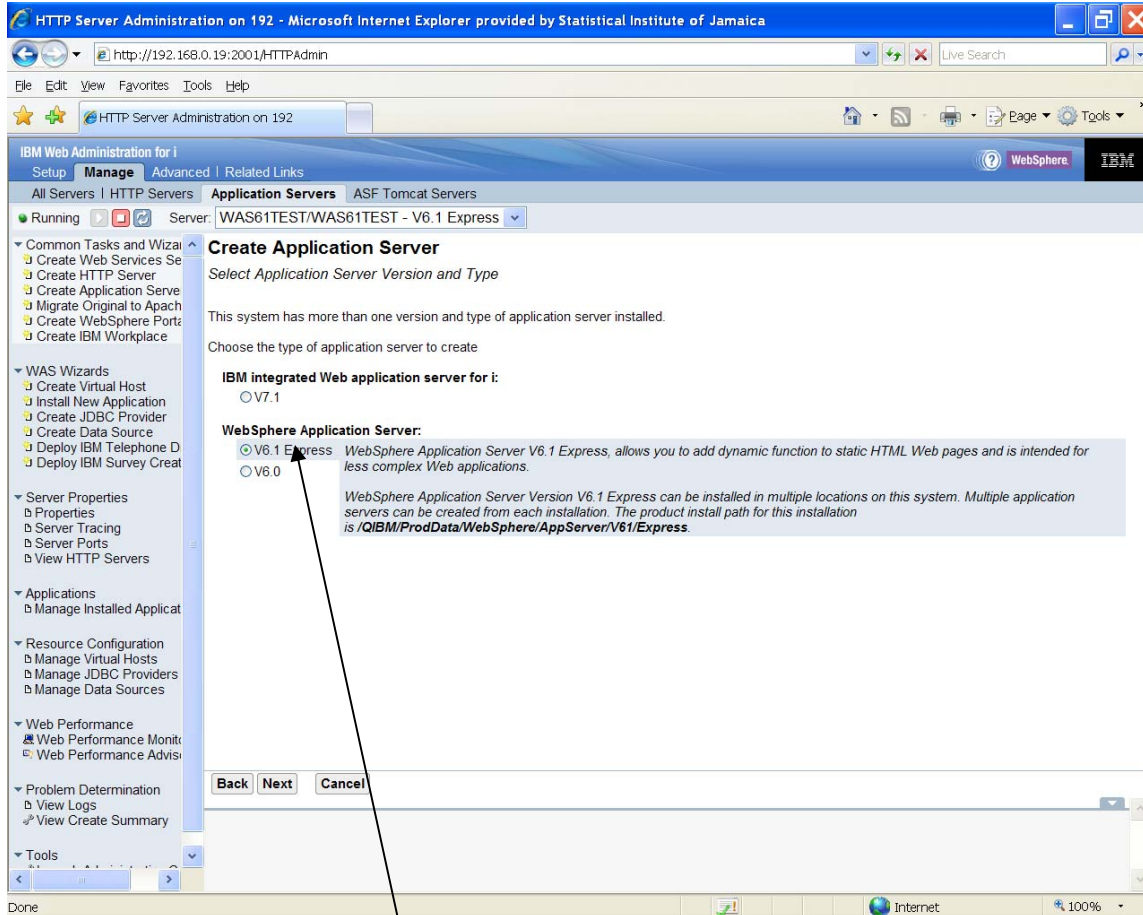 HTTP Server Administration on 192 - Microsoft Internet Explorer provided by Statistical Institute of Jamaica
http://192.168.0.19:2001/HTTPAdmin
Live Search
File Edit View Favorites Tools Help
HTTP Server Administration on 192
Page Tools
IBM Web Administration for i
Setup Manage Advanced | Related Links
WebSphere.
IBM
All Servers | HTTP Servers Application Servers ASF Tomcat Servers
Running
Server: WAS61TEST/WAS61TEST - V6.1 Express
Common Tasks and Wizar
Create Web Services Se
Create HTTP Server
Create Application Serve
Migrate Original to Apach
Create WebSphere Porta
Create IBM Workplace
WAS Wizards
Create Virtual Host
Install New Application
Create JDBC Provider
Create Data Source
Deploy IBM Telephone D
Deploy IBM Survey Creat
Server Properties
Properties
Server Tracing
Server Ports
View HTTP Servers
Applications
Manage Installed Applicat
Resource Configuration
Manage Virtual Hosts
Manage JDBC Providers
Manage Data Sources
Web Performance
Web Performance Monito
Web Performance Advis
Problem Determination
View Logs
View Create Summary
Tools
Create Application Server
Select Application Server Version and Type
This system has more than one version and type of application server installed.
Choose the type of application server to create
IBM integrated Web application server for i:
V7.1
WebSphere Application Server:
V6.1 Express
V6.0
WebSphere Application Server V6.1 Express, allows you to add dynamic function to static HTML Web pages and is intended for
less complex Web applications.
WebSphere Application Server Version V6.1 Express can be installed in multiple locations on this system. Multiple application
servers can be created from each installation. The product install path for this installation
is /QIBM/ProdData/WebSphere/AppServer/V61/Express.
Back Next Cancel
Done
Internet
100%